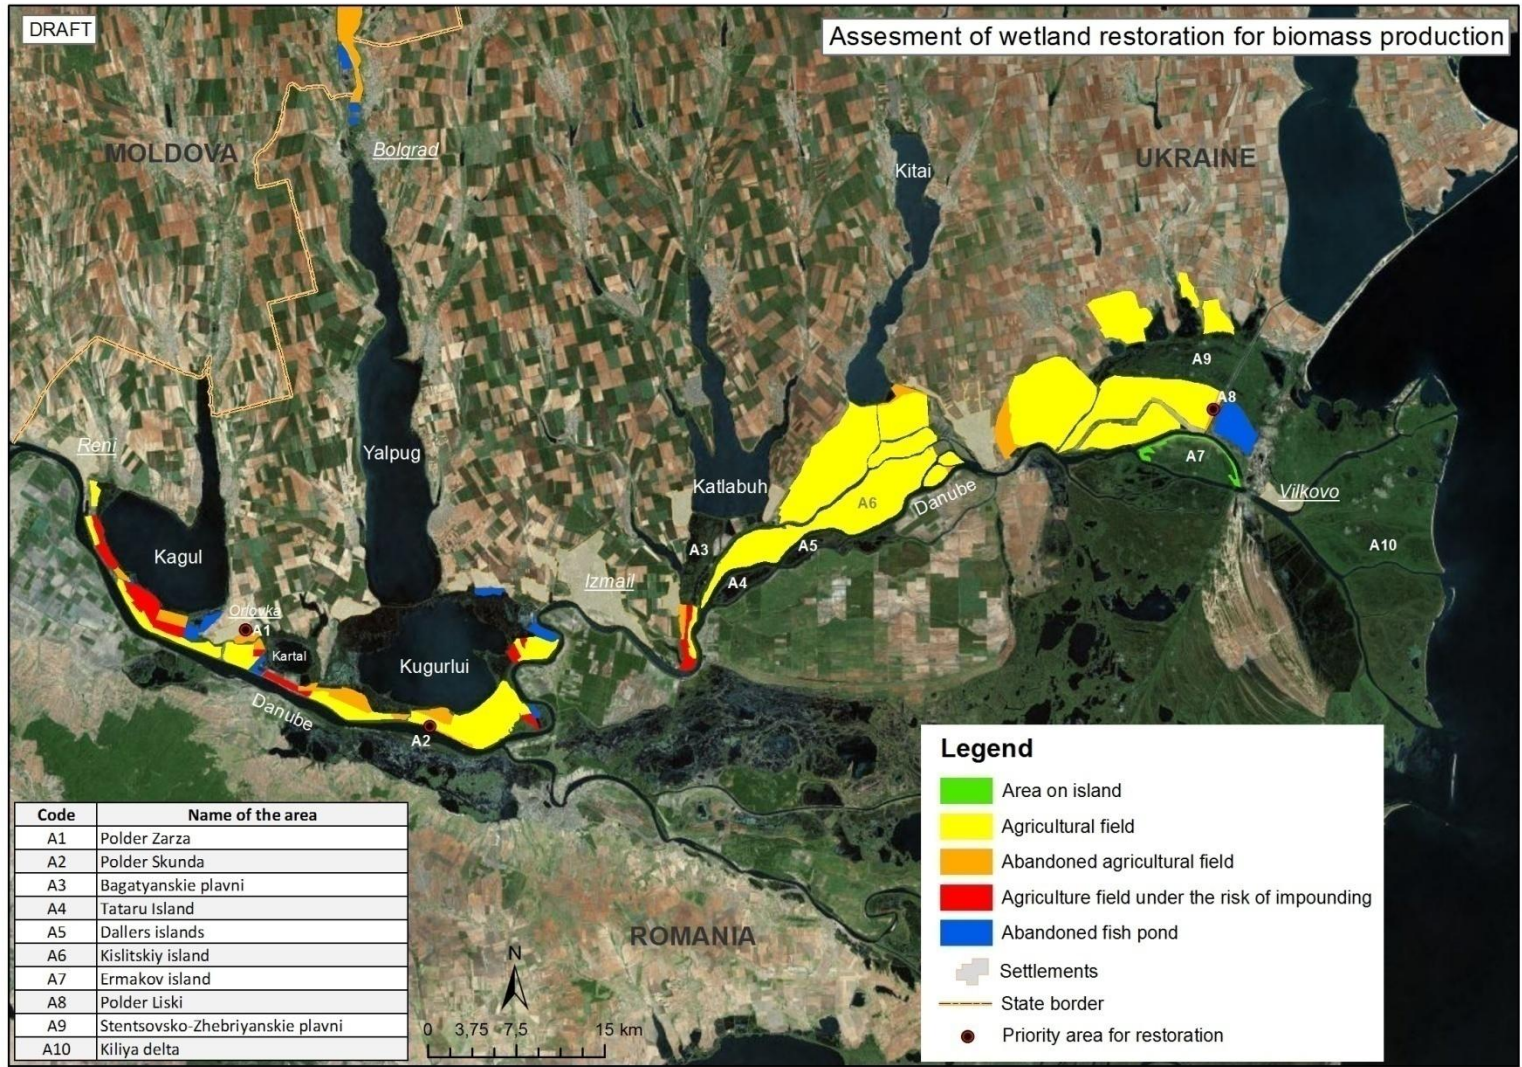 DRAFT
Assesment of wetland restoration for biomass production
MOLDOVA
Bolgrad
UKRAINE
Kitai
A9
A8
Reni
Yalpug
A7
Katlabuh
Vilkovo
A6
Danube
Kagul
A3
A5
A10
Izmail
A4
Orlovka
A1
Kartal
Kugurlui
Danube
A2
ROMANIA
Code Name of the area
A1 Polder Zarza
A2 Polder Skunda
A3 Bagatyanskie plavni
A4 Tataru Island
A5 Dallers islands
A6 Kislitskiy island
A7 Ermakov island
A8 Polder Liski
A9 Stentsovsko-Zhebriyanskie plavni
A10 Kiliya delta
N
0 3,75 7,5 15 km
Legend
Area on island
Agricultural field
Abandoned agricultural field
Agriculture field under the risk of impounding
Abandoned fish pond
Settlements
State border
Priority area for restoration